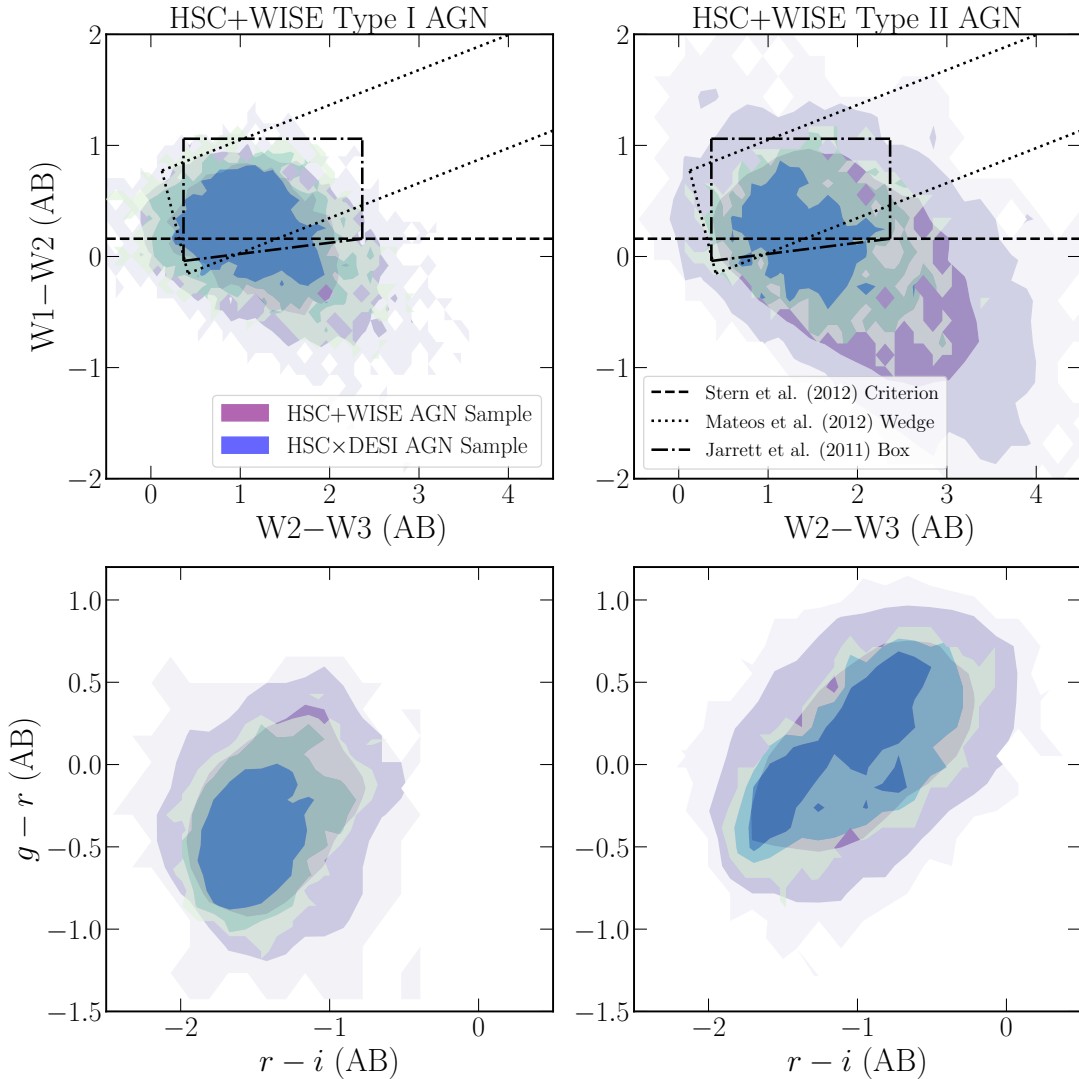 HSC+WISE Type I AGN
HSC+WISE Type II AGN
2
1
0
−1
−2
W1−W2 (AB)
HSC+WISE AGN Sample
HSC×DESI AGN Sample
0
1
2
3
4
W2−W3 (AB)
2
1
0
−1
−2
Stern et al. (2012) Criterion
Mateos et al. (2012) Wedge
Jarrett et al. (2011) Box
0
1
2
3
4
W2−W3 (AB)
1.0
0.5
0.0
−0.5
−1.0
−1.5
g − r (AB)
−2
−1
0
r − i (AB)
1.0
0.5
0.0
−0.5
−1.0
−1.5
−2
−1
0
r − i (AB)